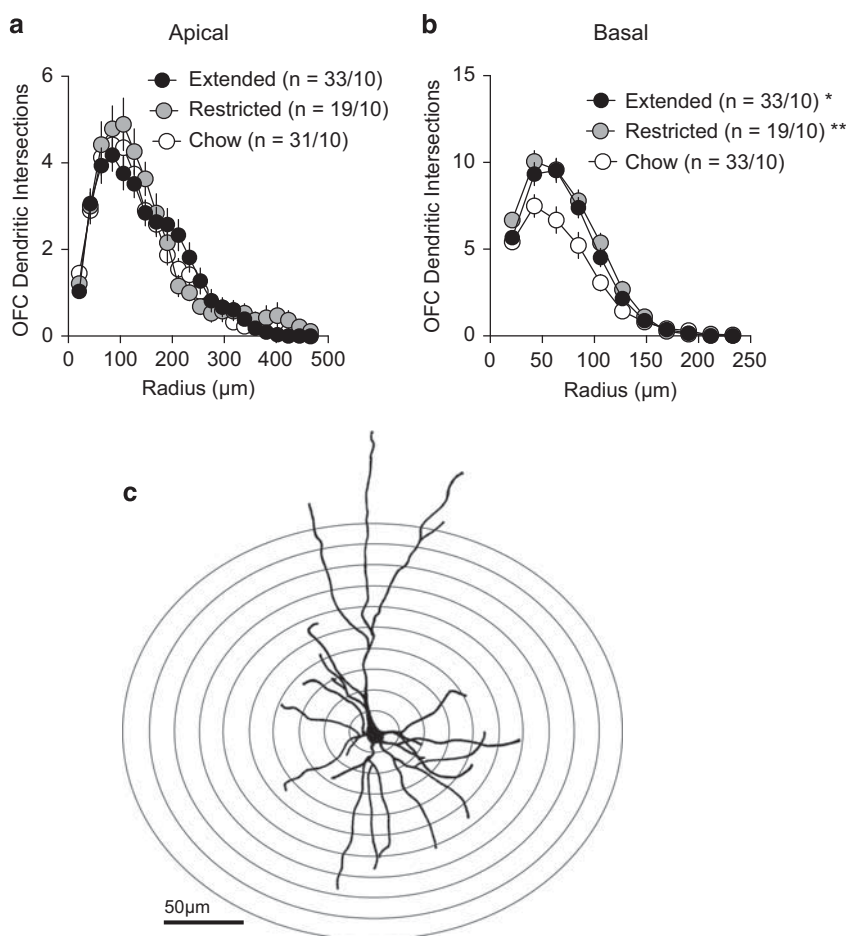 a
Apical
6
4
2
0
OFC Dendritic Intersections
Extended (n = 33/10)
Restricted (n = 19/10)
Chow (n = 31/10)
0 100 200 300 400 500
Radius (µm)
b
Basal
15
10
5
0
OFC Dendritic Intersections
Extended (n = 33/10) *
Restricted (n = 19/10) **
Chow (n = 33/10)
0 50 100 150 200 250
Radius (µm)
c
50µm